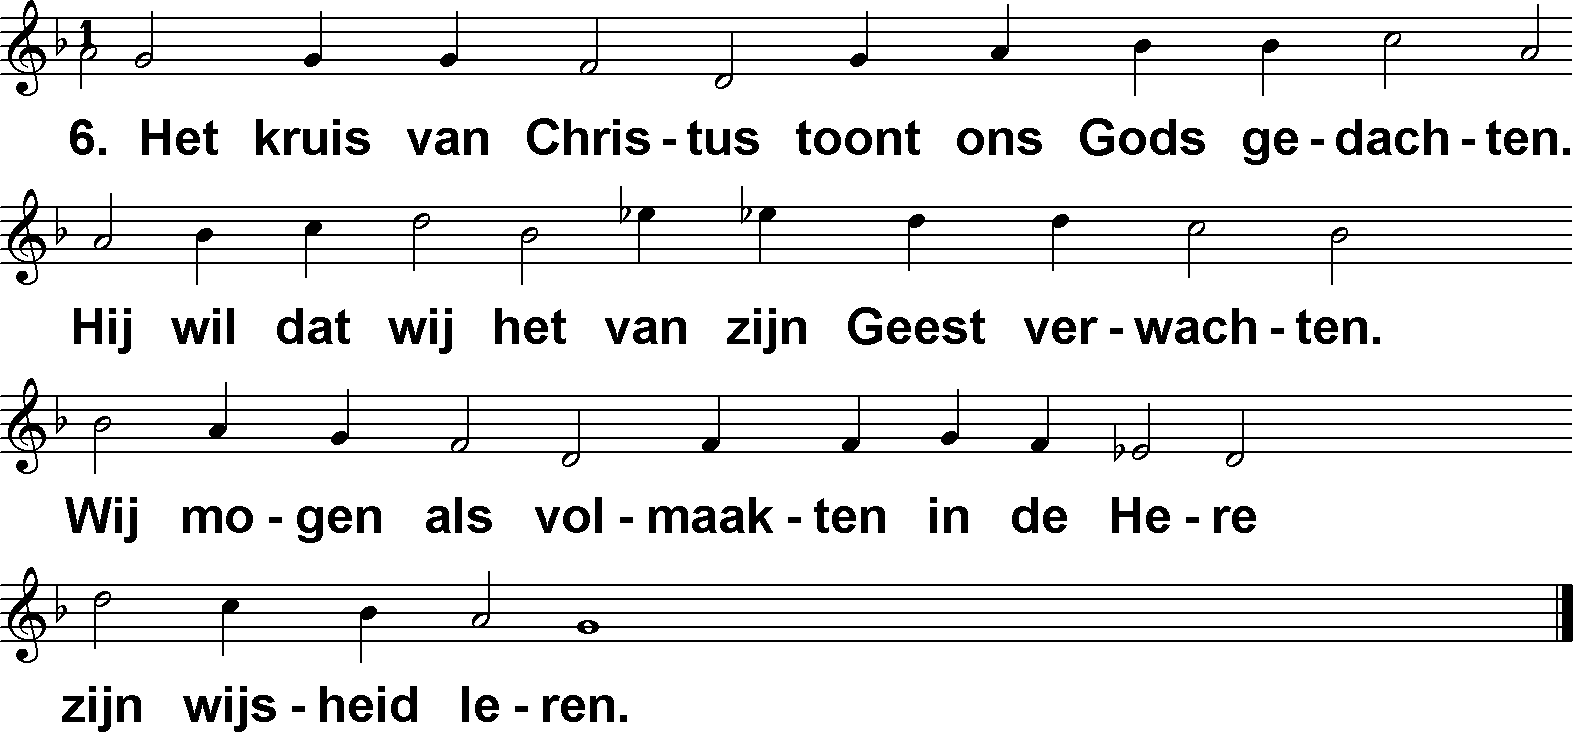 1
6. Het kruis van Chris - tus toont ons Gods ge - dach - ten.
Hij wil dat wij het van zijn Geest ver - wach - ten.
Wij mo - gen als vol - maak - ten in de He - re
zijn wijs - heid le - ren.